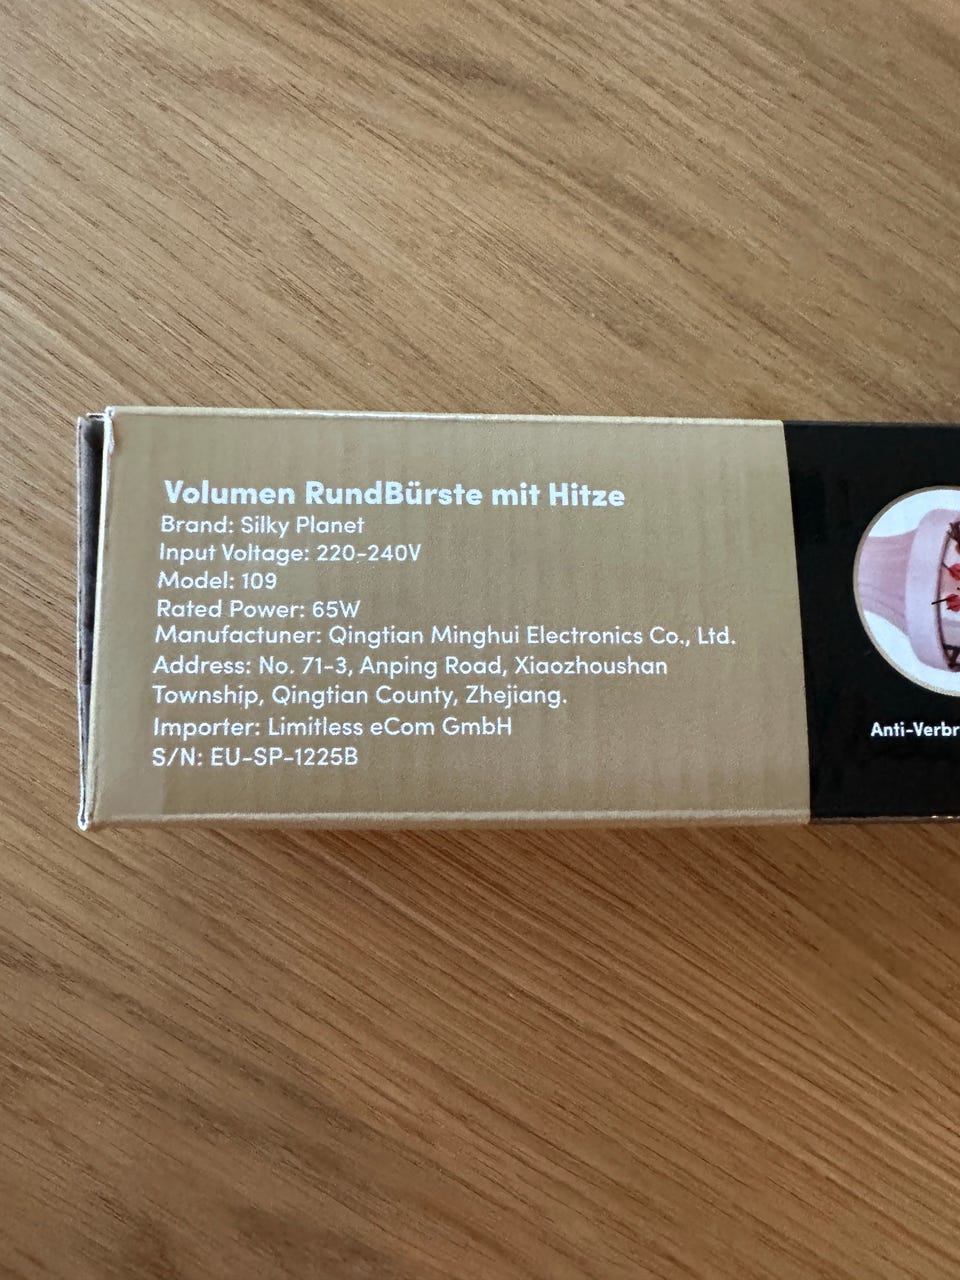 Volumen RundBürste mit Hitze
Brand: Silky Planet
Input Voltage: 220-240V
Model: 109
Rated Power: 65W
Manufactuner: Qingtian Minghui Electronics Co., Ltd.
Address: No. 71-3, Anping Road, Xiaozhoushan
Township, Qingtian County, Zhejiang.
Importer: Limitless eCom GmbH
S/N: EU-SP-1225B
Anti-Verbr